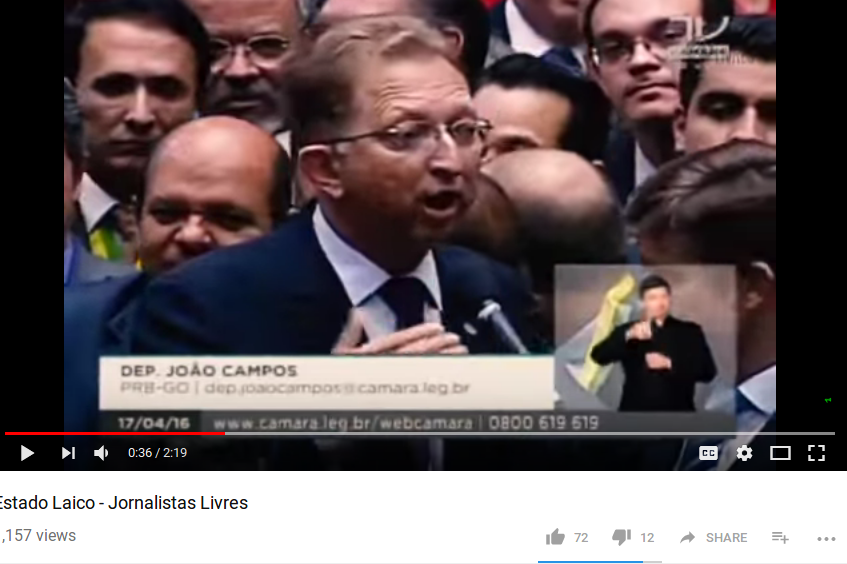 DEP. JOÃO CAMPOS
PRB-GO | dep.joaocampos@camara.leg.br
17/04/16 www.camara.leg.br/webcamara | 0800 619 619
0:36 / 2:19
CC
Estado Laico - Jornalistas Livres
,157 views
72
12
SHARE